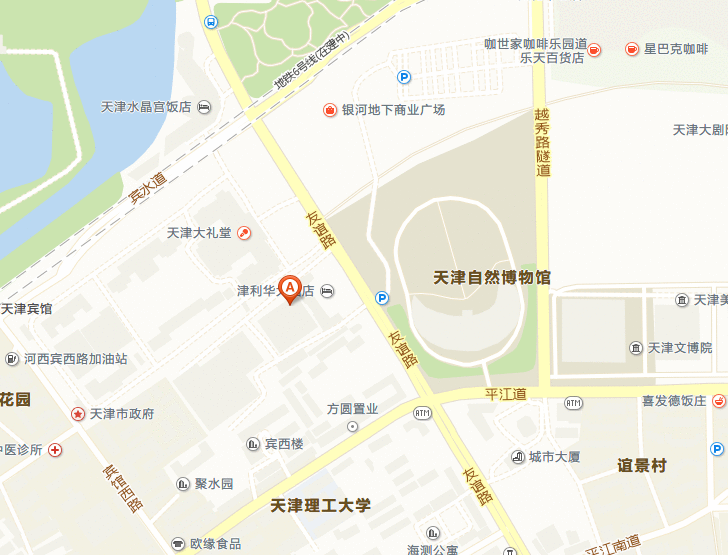 咖世家咖啡乐园道
乐天百货店
星巴克咖啡
地铁6号线(在建中)
P
天津水晶宫饭店
银河地下商业广场
越秀路隧道
天津大剧
宾水道
友谊路
天津大礼堂
天津自然博物馆
A
津利华
店
P
天津美
天津宾馆
友谊路
天津文博院
河西宾西路加油站
平江道
花园
天津市政府
方圆置业
ATM
ATM
喜发德饭庄
宾西楼
中医诊所
P
城市大厦
谊景村
宾馆西路
聚水园
友谊路
天津理工大学
欧缘食品
海测公寓
平江南道